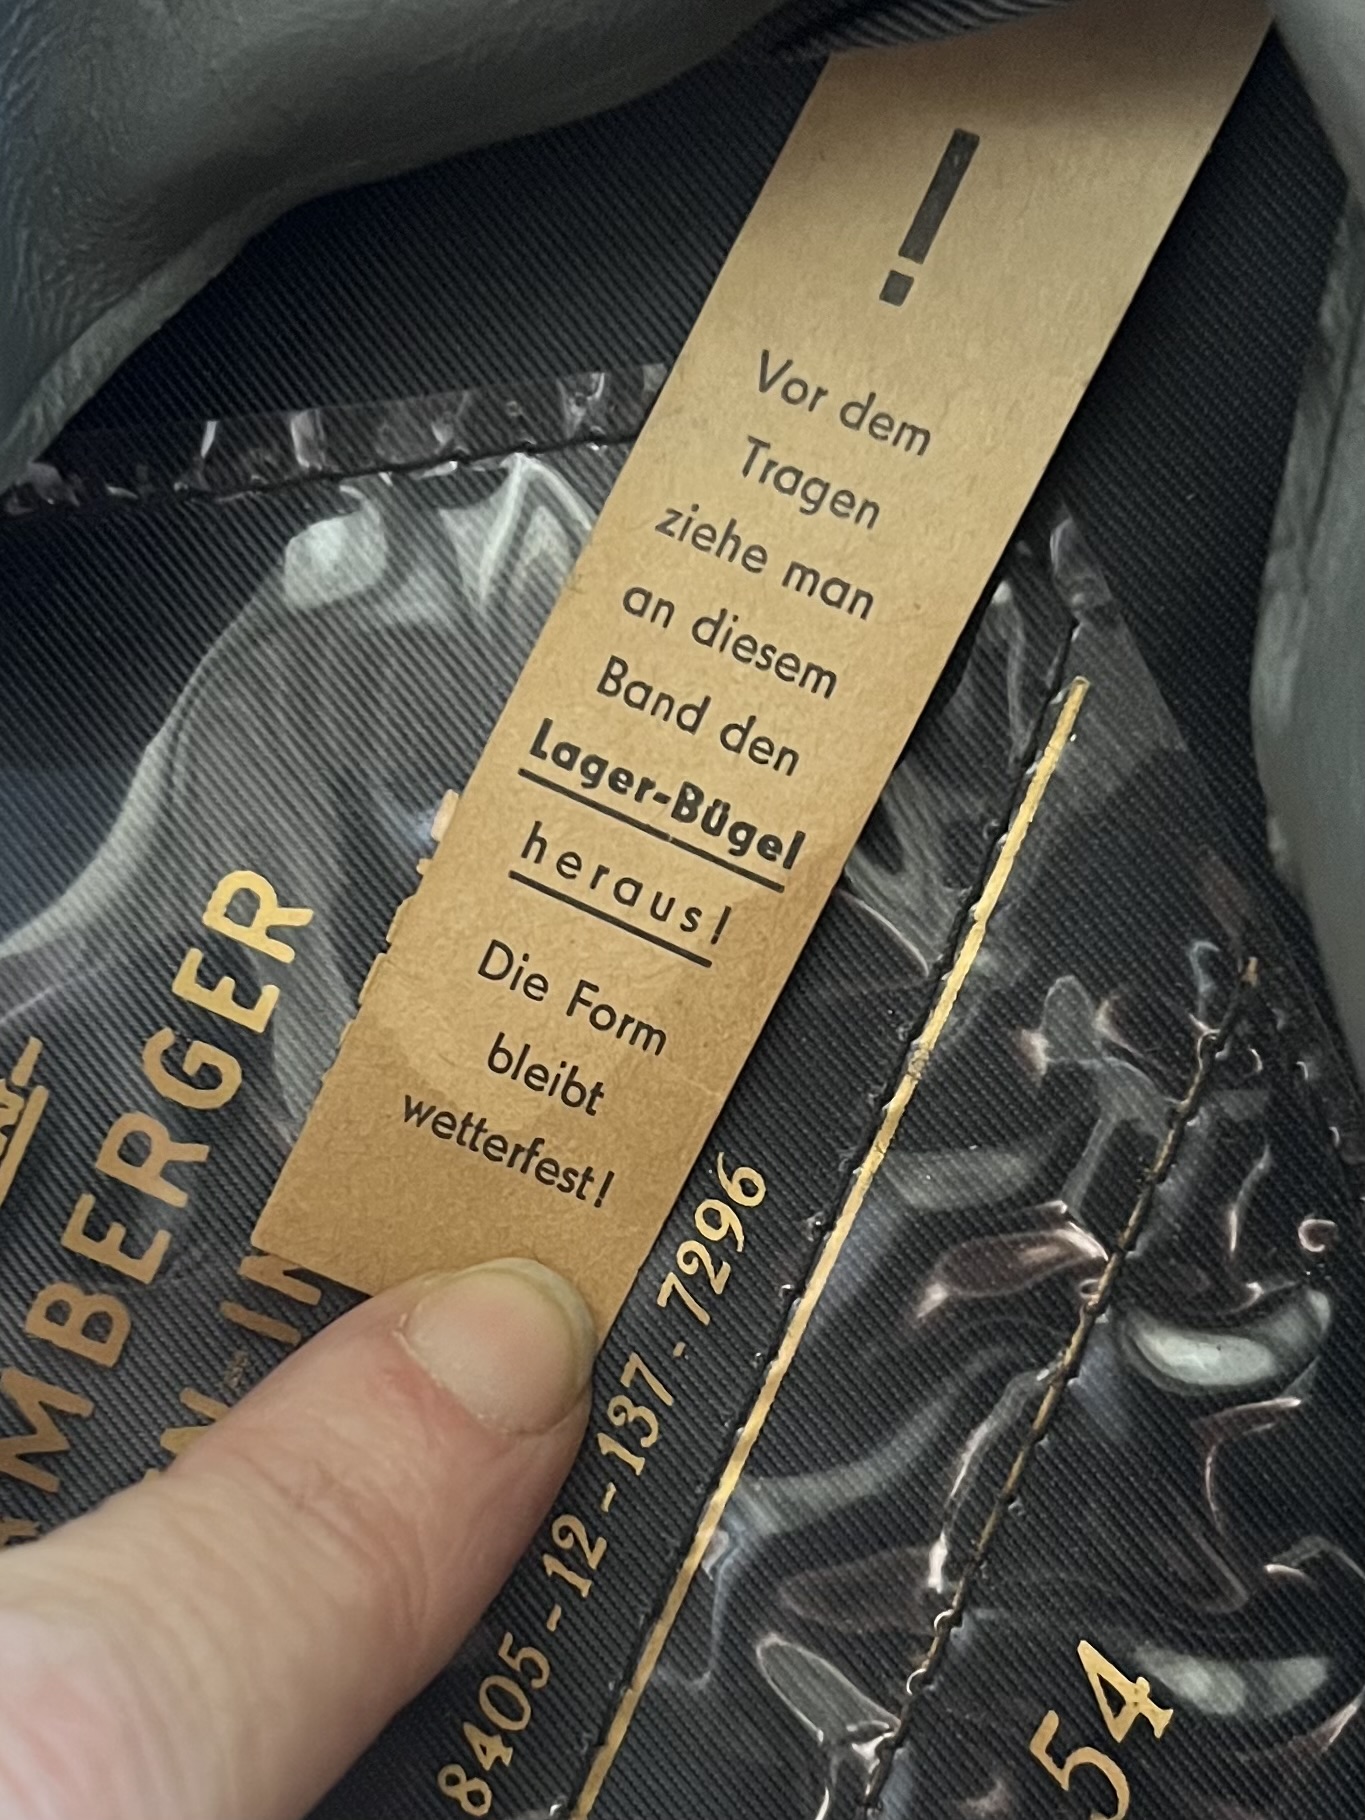 !
Vor dem
Tragen
ziehe man
an diesem
Band den
Lager-Bügel
heraus!
Die Form
bleibt
wetterfest!
8405-12-137-7296
54